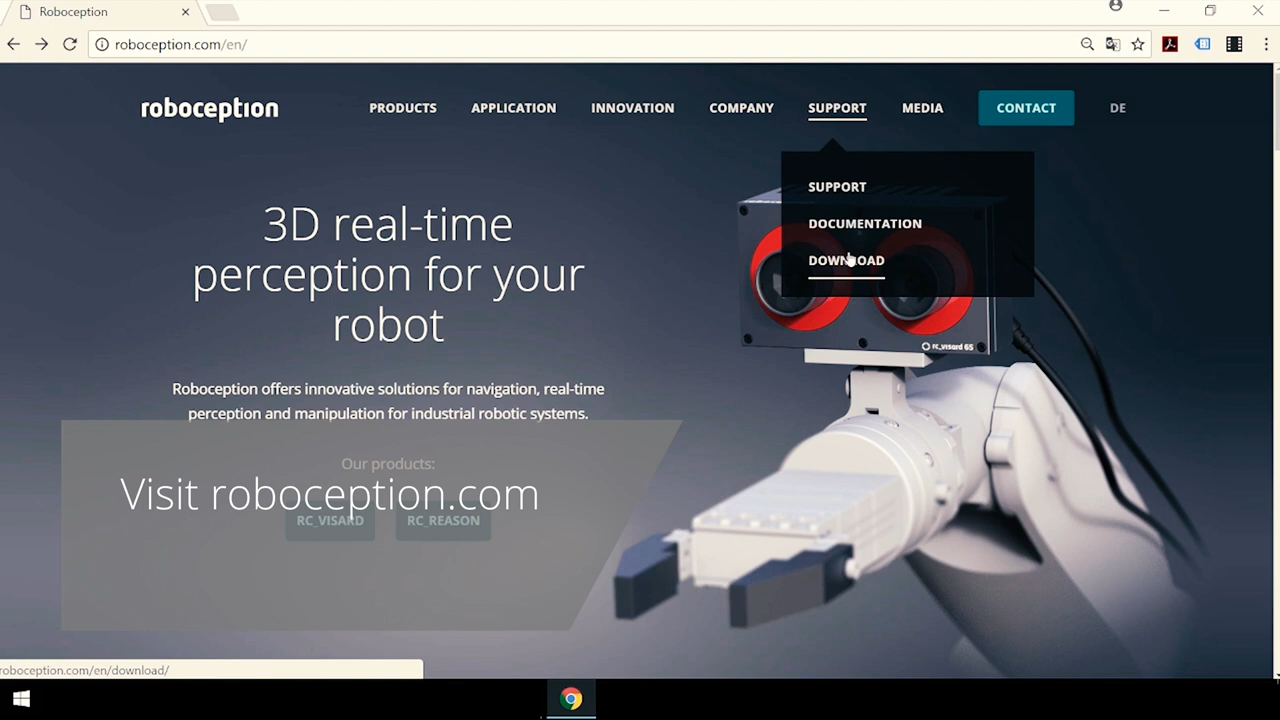 Roboception
roboception.com/en/
roboception
PRODUCTS
APPLICATION
INNOVATION
COMPANY
SUPPORT
MEDIA
CONTACT
DE
SUPPORT
DOCUMENTATION
DOWNLOAD
3D real-time
perception for your
robot
rc_visard 65
Roboception offers innovative solutions for navigation, real-time
perception and manipulation for industrial robotic systems.
Our products:
Visit roboception.com
RC_VISARD
RC_REASON
roboception.com/en/download/